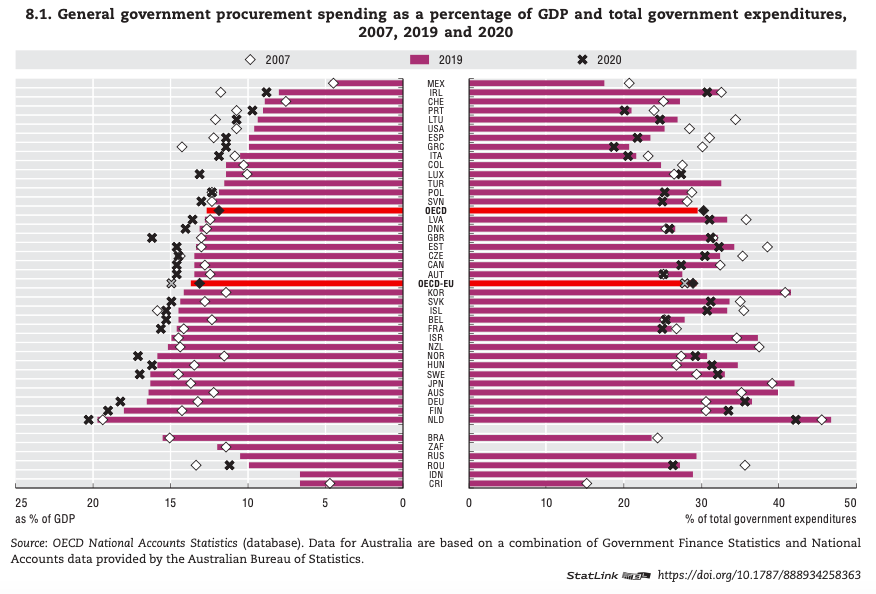 8.1. General government procurement spending as a percentage of GDP and total government expenditures,
2007, 2019 and 2020
2007 2019 2020
MEX
IRL
CHE
PRT
LTU
USA
ESP
GRC
ITA
COL
LUX
TUR
POL
SVN
OECD
LVA
DNK
GBR
EST
CZE
CAN
AUT
OECD-EU
KOR
SVK
ISL
BEL
FRA
ISR
NZL
NOR
HUN
SWE
JPN
AUS
DEU
FIN
NLD
BRA
ZAF
RUS
ROU
IDN
CRI
25 20 15 10 5 0 0 10 20 30 40 50
as % of GDP % of total government expenditures
Source: OECD National Accounts Statistics (database). Data for Australia are based on a combination of Government Finance Statistics and National
Accounts data provided by the Australian Bureau of Statistics.
StatLink https://doi.org/10.1787/888934258363